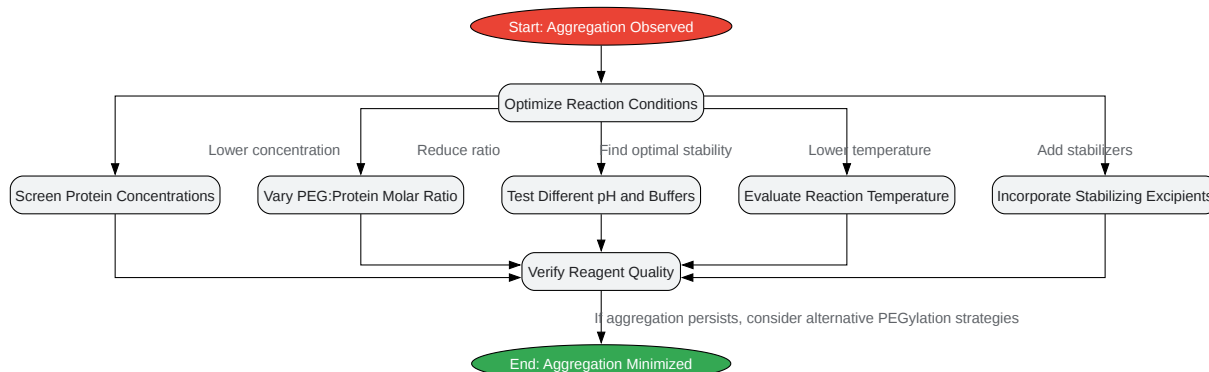 Start: Aggregation Observed
Optimize Reaction Conditions
Lower concentration
Reduce ratio
Find optimal stability
Lower temperature
Add stabilizers
Screen Protein Concentrations
Vary PEG:Protein Molar Ratio
Test Different pH and Buffers
Evaluate Reaction Temperature
Incorporate Stabilizing Excipients
Verify Reagent Quality
If aggregation persists, consider alternative PEGylation strategies
End: Aggregation Minimized